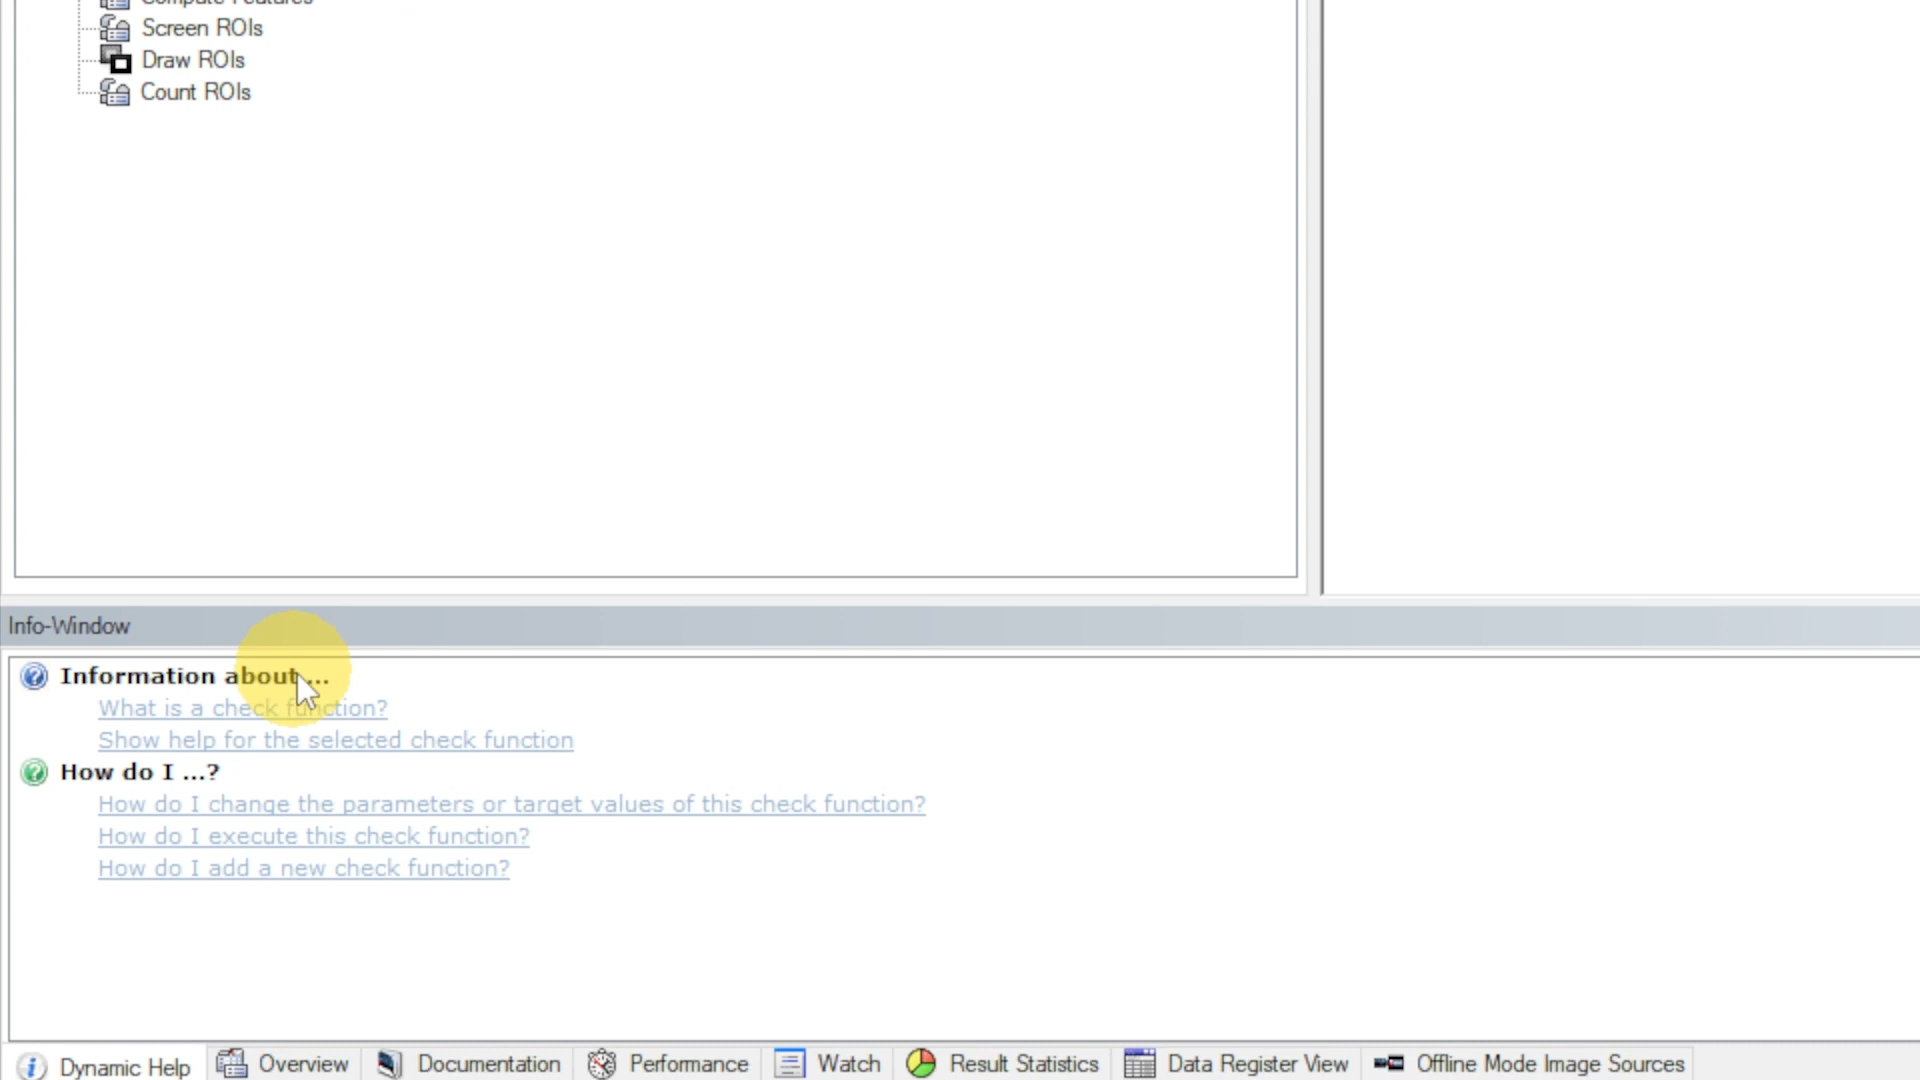 Compute Features
Screen ROIs
Draw ROIs
Count ROIs
Info-Window
Information about ...
What is a check function?
Show help for the selected check function
How do I ...?
How do I change the parameters or target values of this check function?
How do I execute this check function?
How do I add a new check function?
Dynamic Help Overview Documentation Performance Watch Result Statistics Data Register View Offline Mode Image Sources